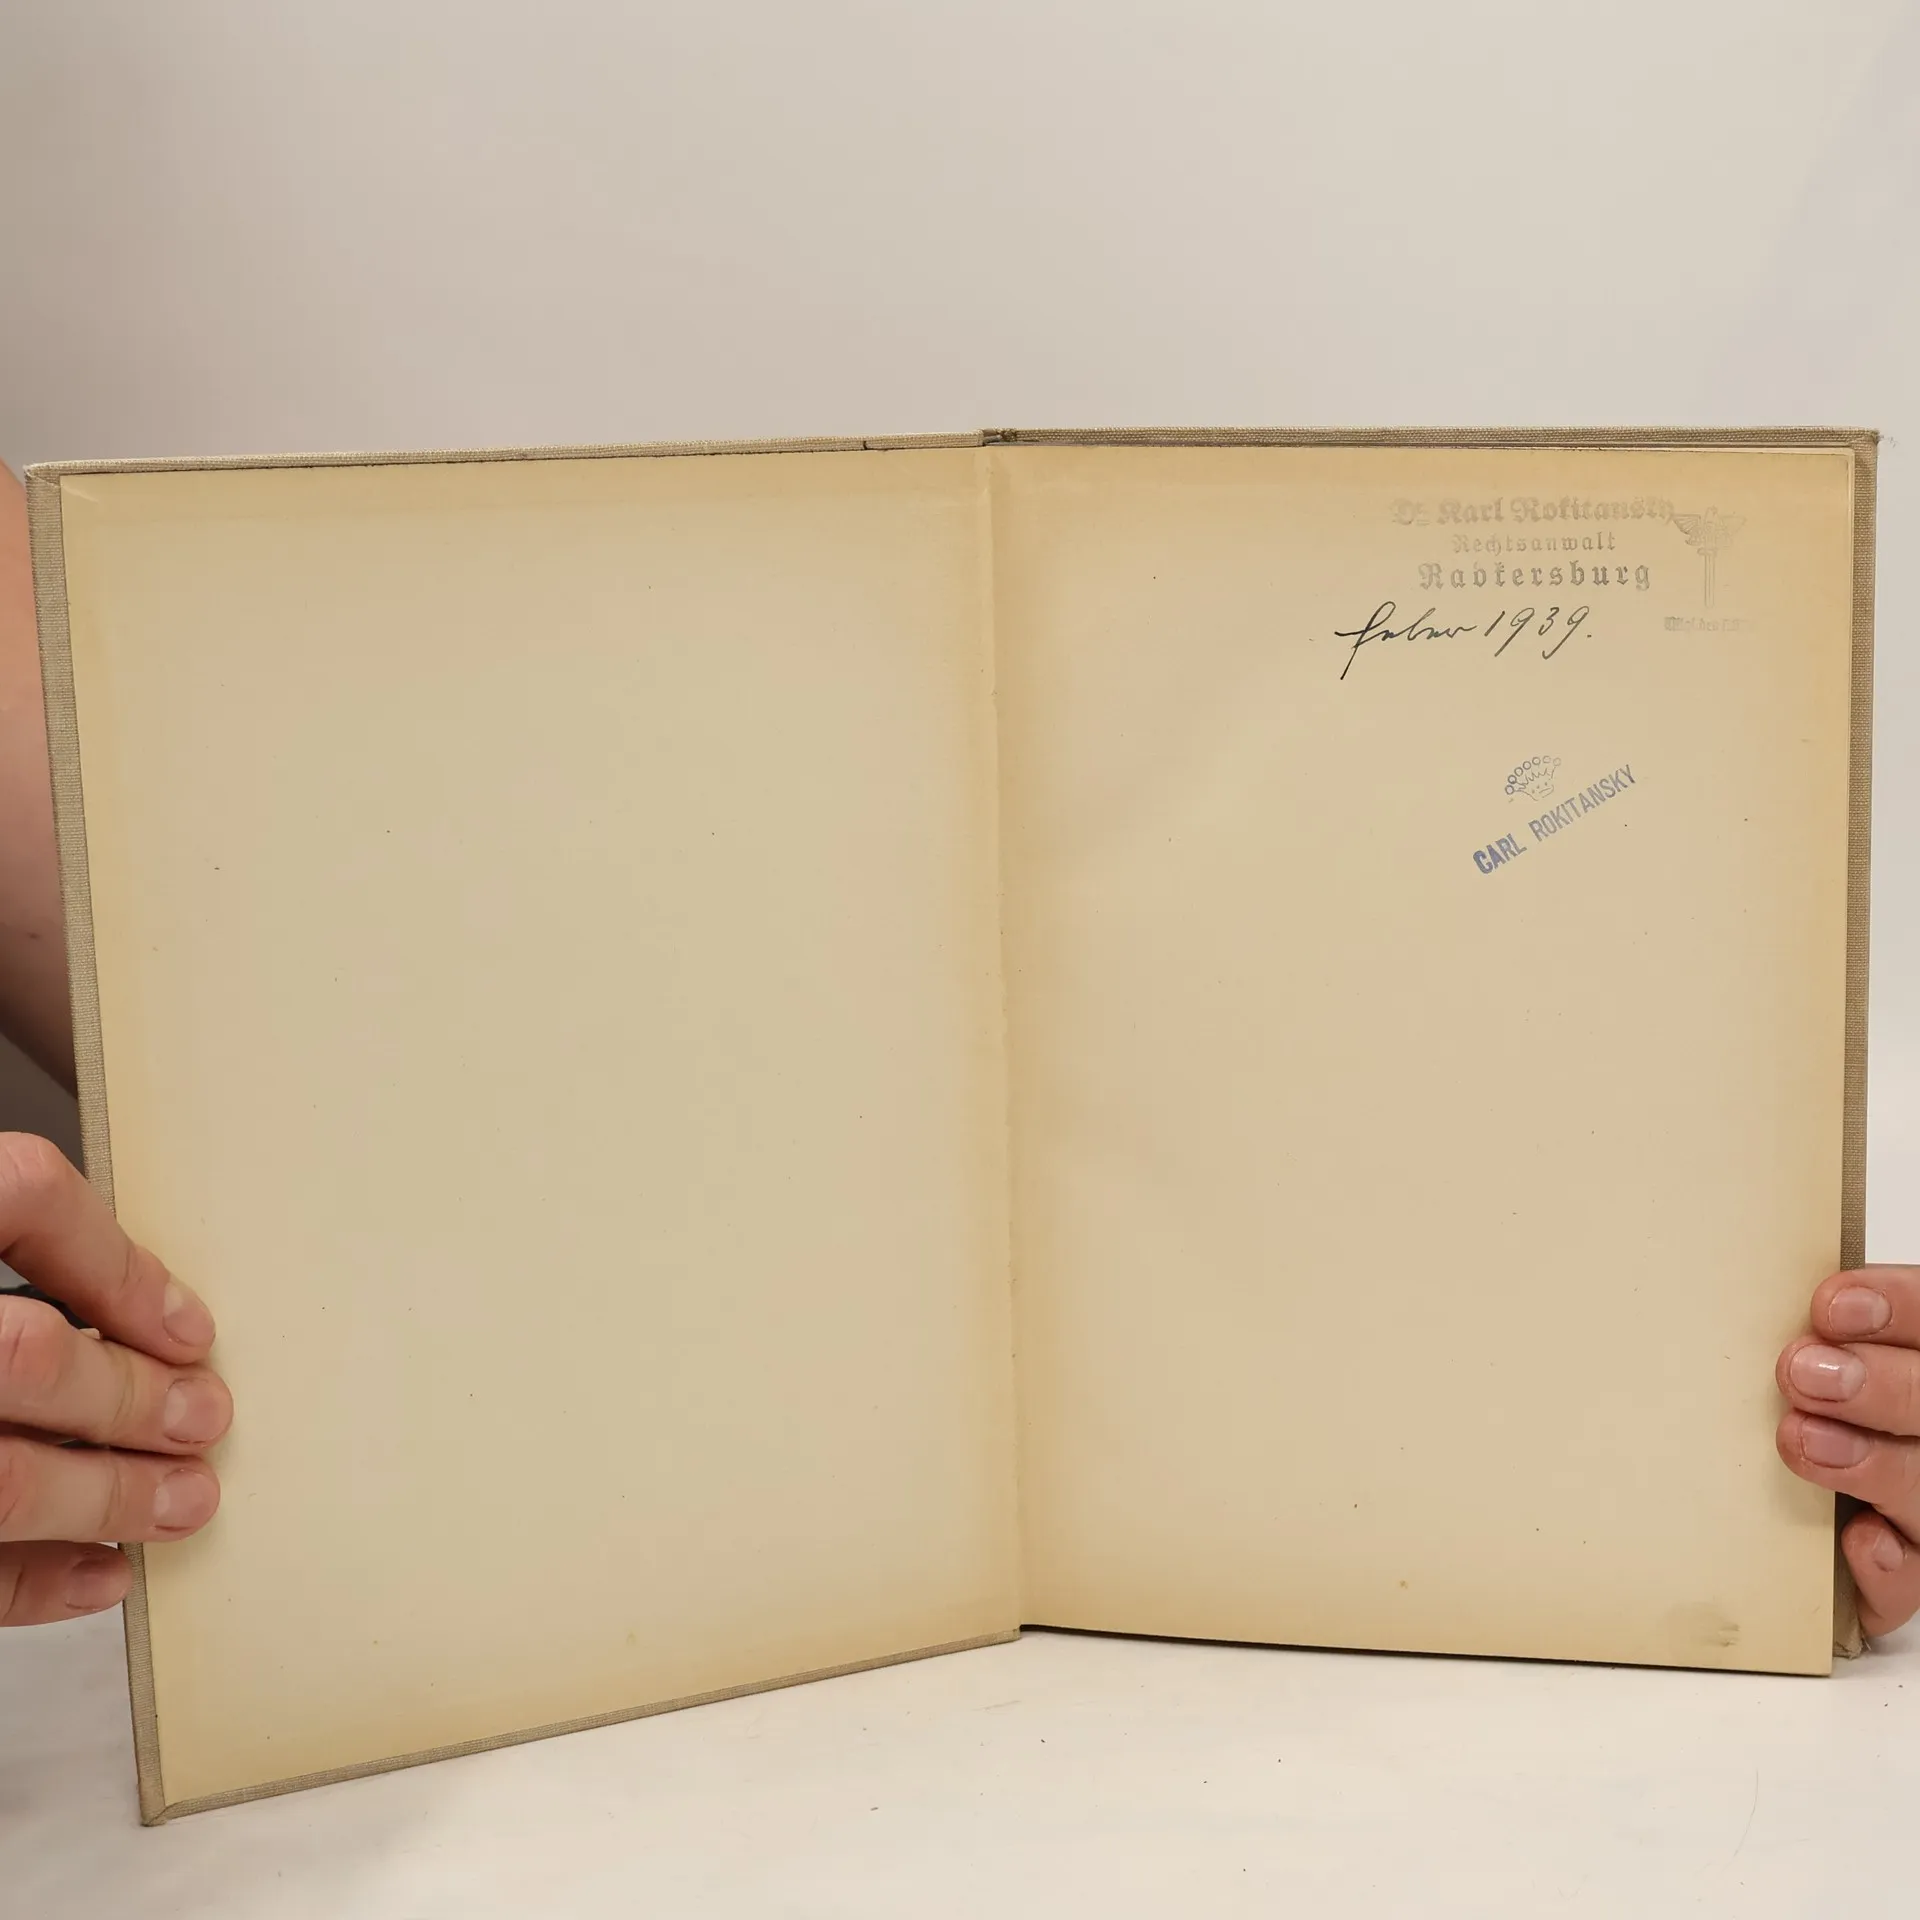 Dr. Karl Rokitansky
Rechtsanwalt
Radkersburg
Feber 1939.
CARL ROKITANSKY